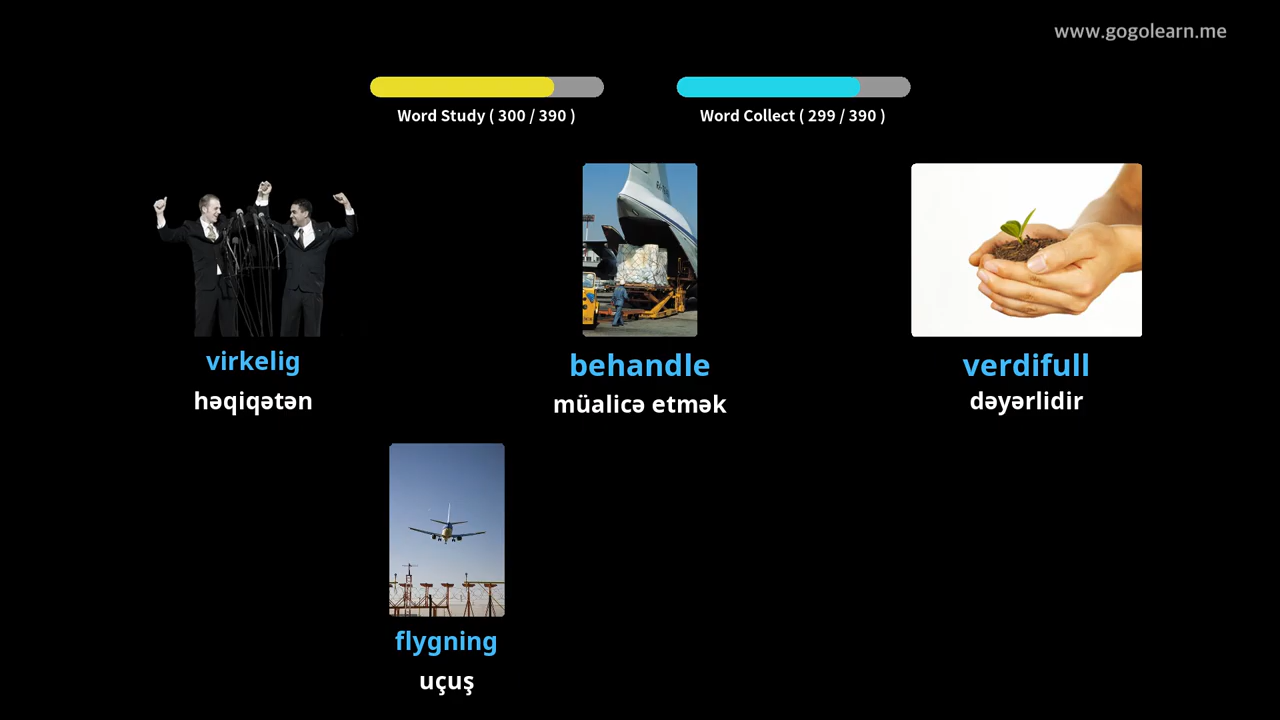 www.gogolearn.me
Word Study ( 300 / 390 )
Word Collect ( 299 / 390 )
virkelig
həqiqətən
behandle
müalicə etmək
verdifull
dəyərlidir
flygning
uçuş